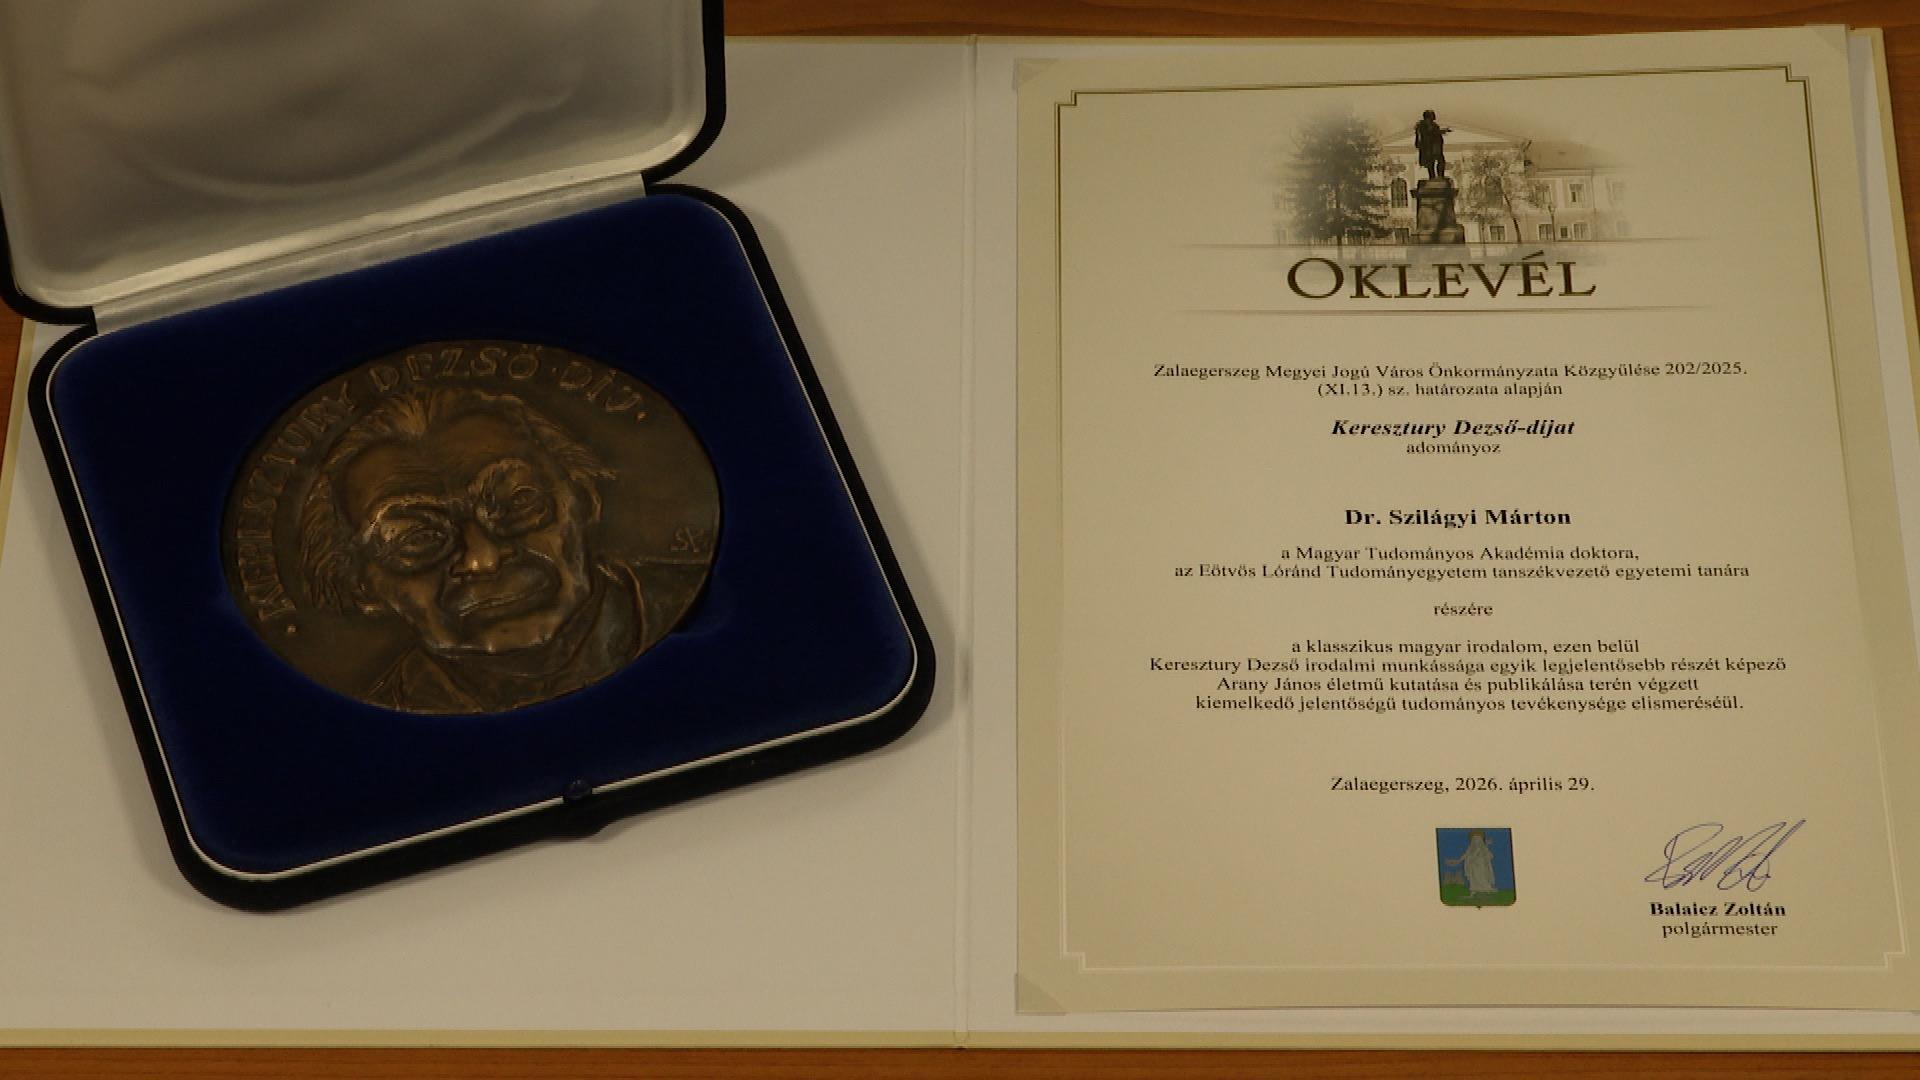 KERESZTURY DEZSŐ-DÍJ
OKLEVÉL
Zalaegerszeg Megyei Jogú Város Önkormányzata Közgyűlése 202/2025.
(XI.13.) sz. határozata alapján
Keresztury Dezső-díjat
adományoz
Dr. Szilágyi Márton
a Magyar Tudományos Akadémia doktora,
az Eötvös Lóránd Tudományegyetem tanszékvezető egyetemi tanára
részére
a klasszikus magyar irodalom, ezen belül
Keresztury Dezső irodalmi munkássága egyik legjelentősebb részét képező
Arany János életmű kutatása és publikálása terén végzett
kiemelkedő jelentőségű tudományos tevékenysége elismeréséül.
Zalaegerszeg, 2026. április 29.
Balaicz Zoltán
polgármester